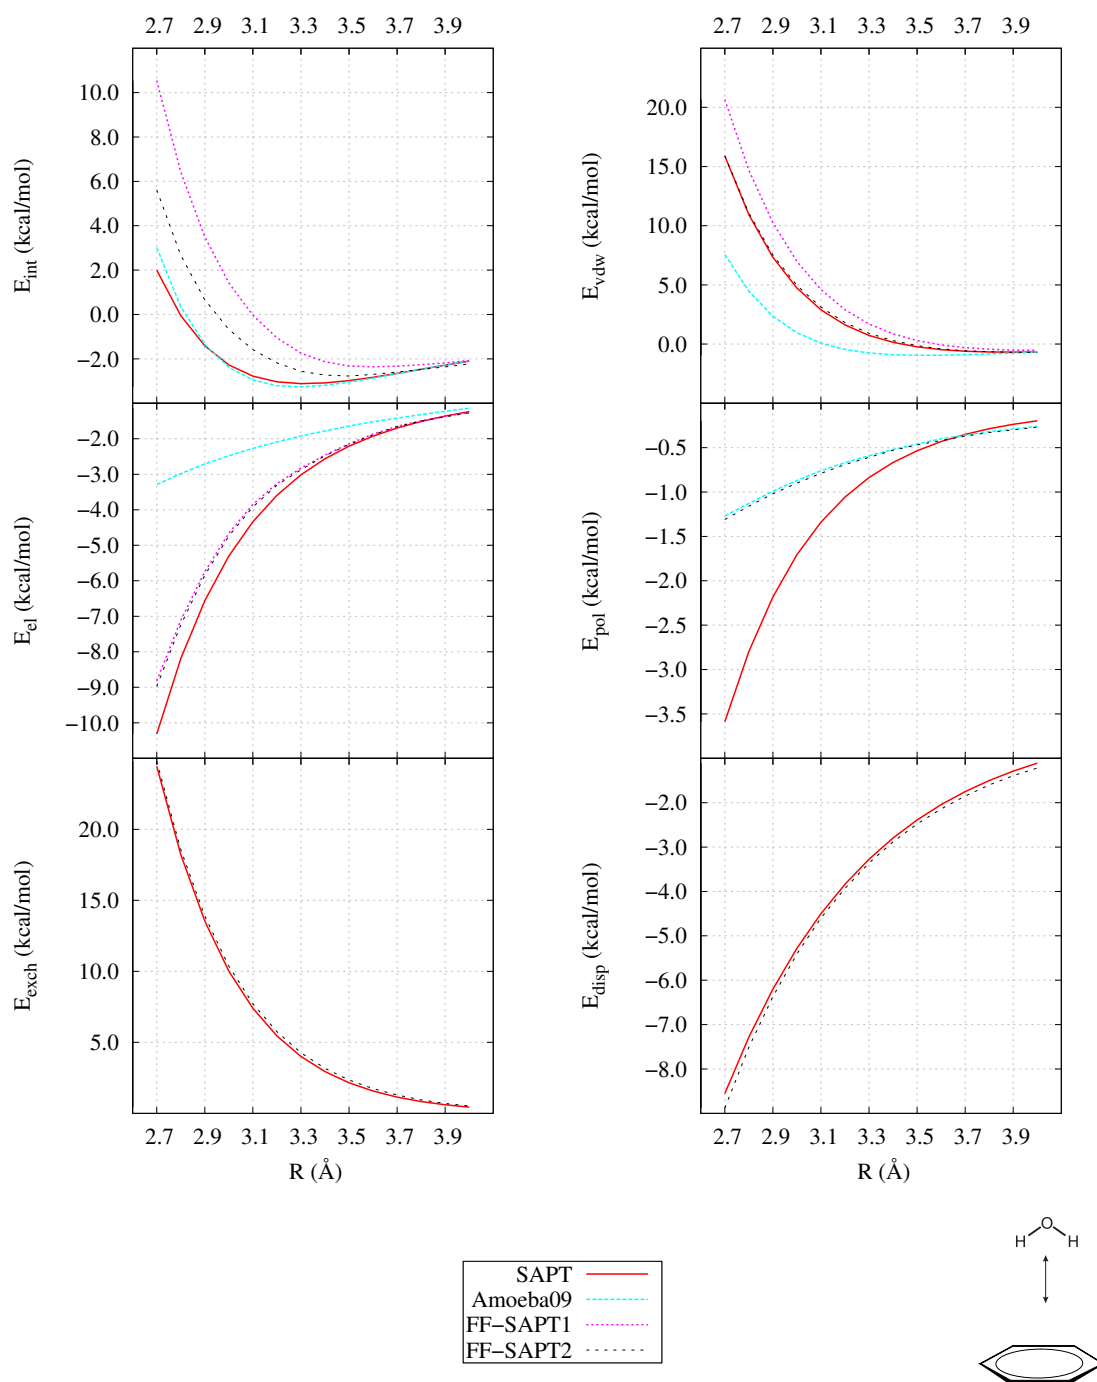 2.7 2.9 3.1 3.3 3.5 3.7 3.9
2.7 2.9 3.1 3.3 3.5 3.7 3.9
10.0
8.0
6.0
4.0
2.0
0.0
−2.0
E_int (kcal/mol)
20.0
15.0
10.0
5.0
0.0
E_vdw (kcal/mol)
−2.0
−3.0
−4.0
−5.0
−6.0
−7.0
−8.0
−9.0
−10.0
E_el (kcal/mol)
−0.5
−1.0
−1.5
−2.0
−2.5
−3.0
−3.5
E_pol (kcal/mol)
20.0
15.0
10.0
5.0
E_exch (kcal/mol)
−2.0
−3.0
−4.0
−5.0
−6.0
−7.0
−8.0
E_disp (kcal/mol)
2.7 2.9 3.1 3.3 3.5 3.7 3.9
R (Å)
2.7 2.9 3.1 3.3 3.5 3.7 3.9
R (Å)
SAPT
Amoeba09
FF−SAPT1
FF−SAPT2
O
H H